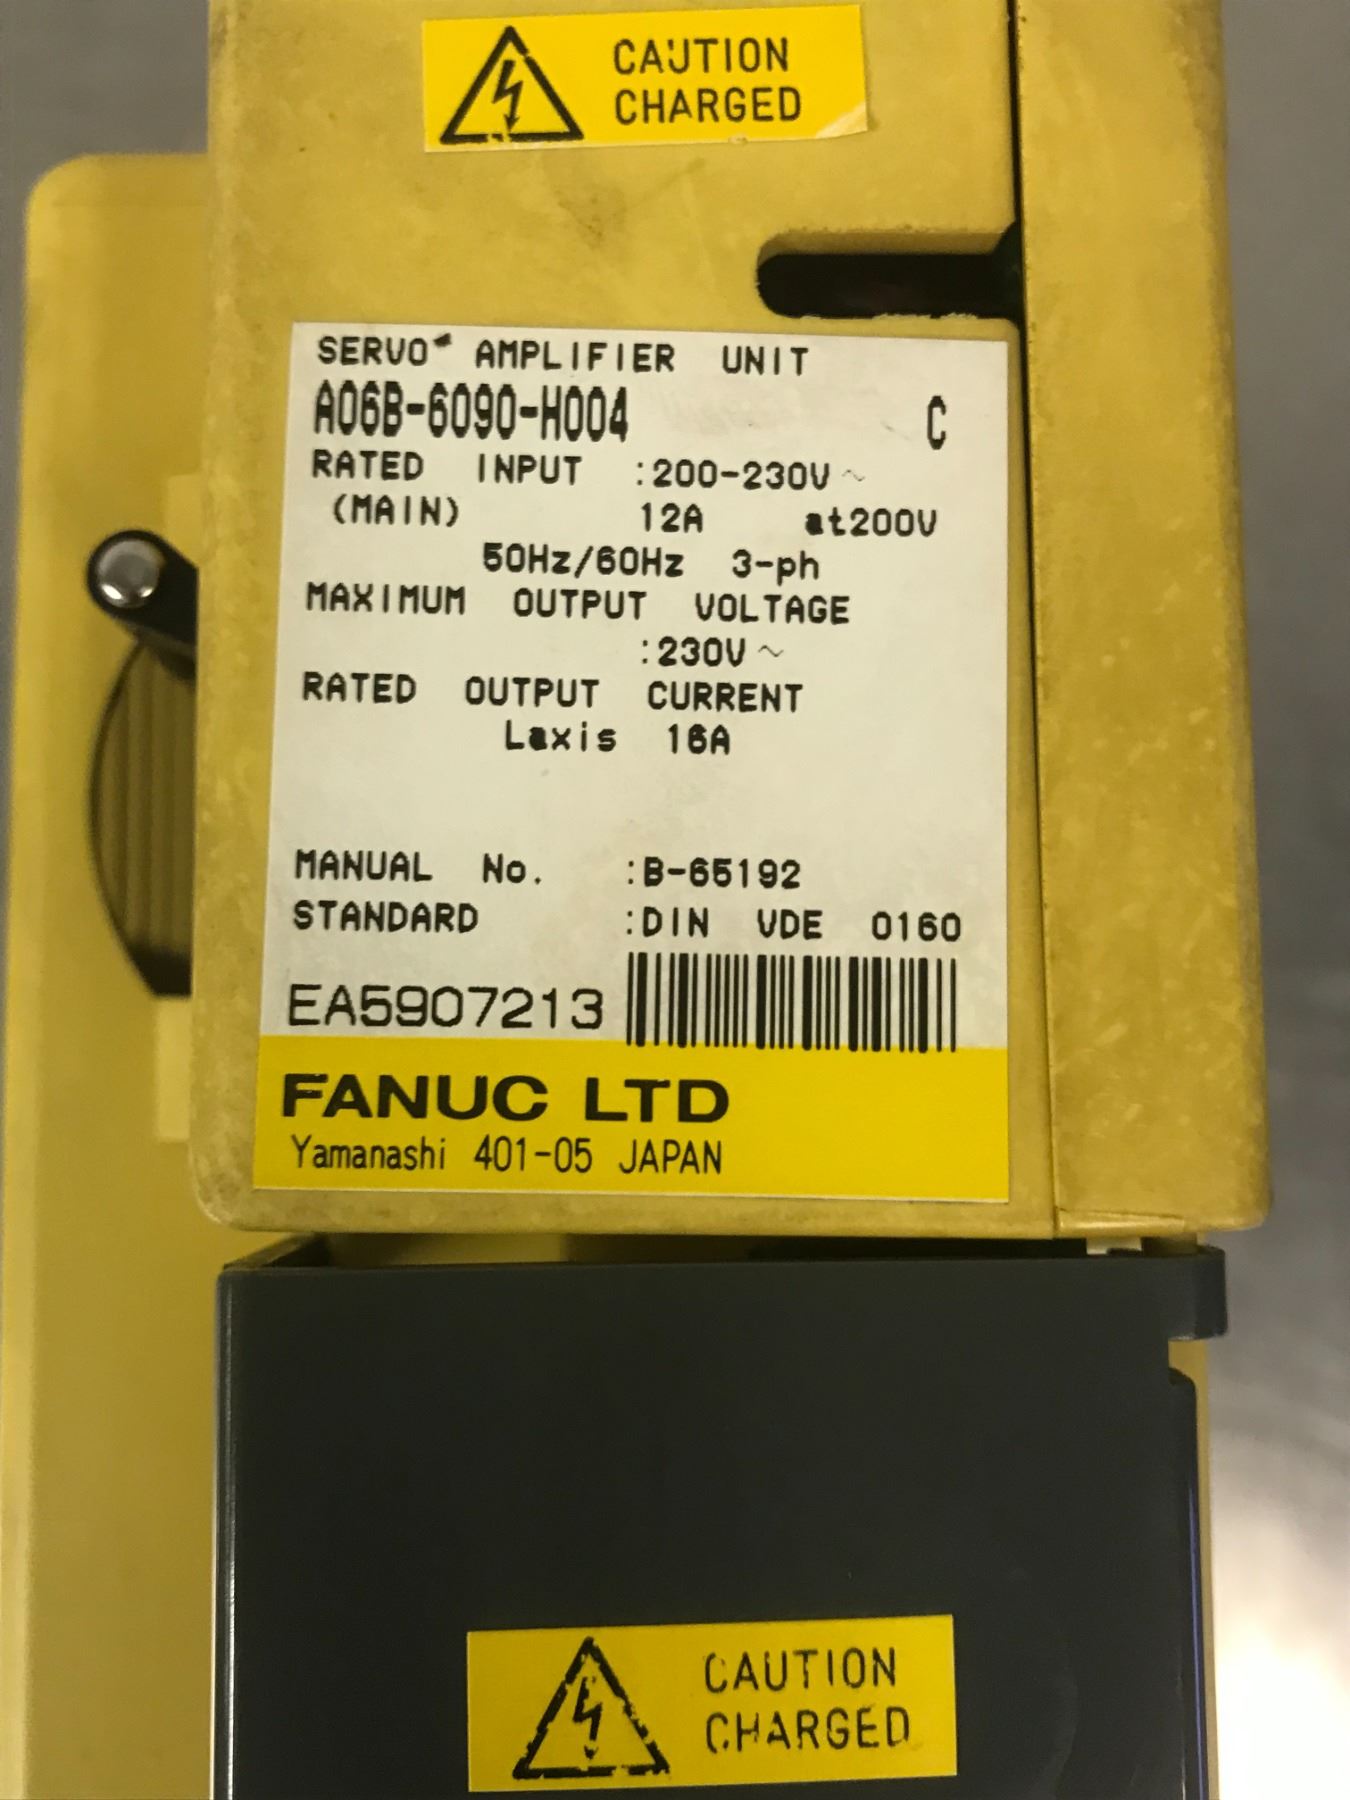 CAUTION
CHARGED
SERVO AMPLIFIER UNIT
A06B-6090-H004 C
RATED INPUT :200-230V~
(MAIN) 12A at200V
50Hz/60Hz 3-ph
MAXIMUM OUTPUT VOLTAGE
:230V~
RATED OUTPUT CURRENT
Laxis 16A
MANUAL No. :B-65192
STANDARD :DIN VDE 0160
EA5907213
FANUC LTD
Yamanashi 401-05 JAPAN
CAUTION
CHARGED